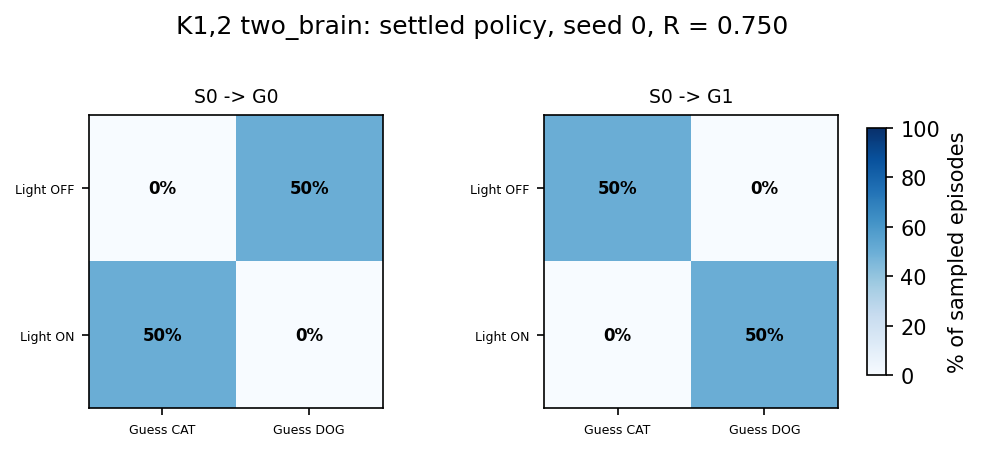 K1,2 two_brain: settled policy, seed 0, R = 0.750
S0 -> G0
S0 -> G1
Light OFF
0%
50%
Light ON
50%
0%
Guess CAT
Guess DOG
Light OFF
50%
0%
Light ON
0%
50%
Guess CAT
Guess DOG
100
80
60
40
20
0
% of sampled episodes